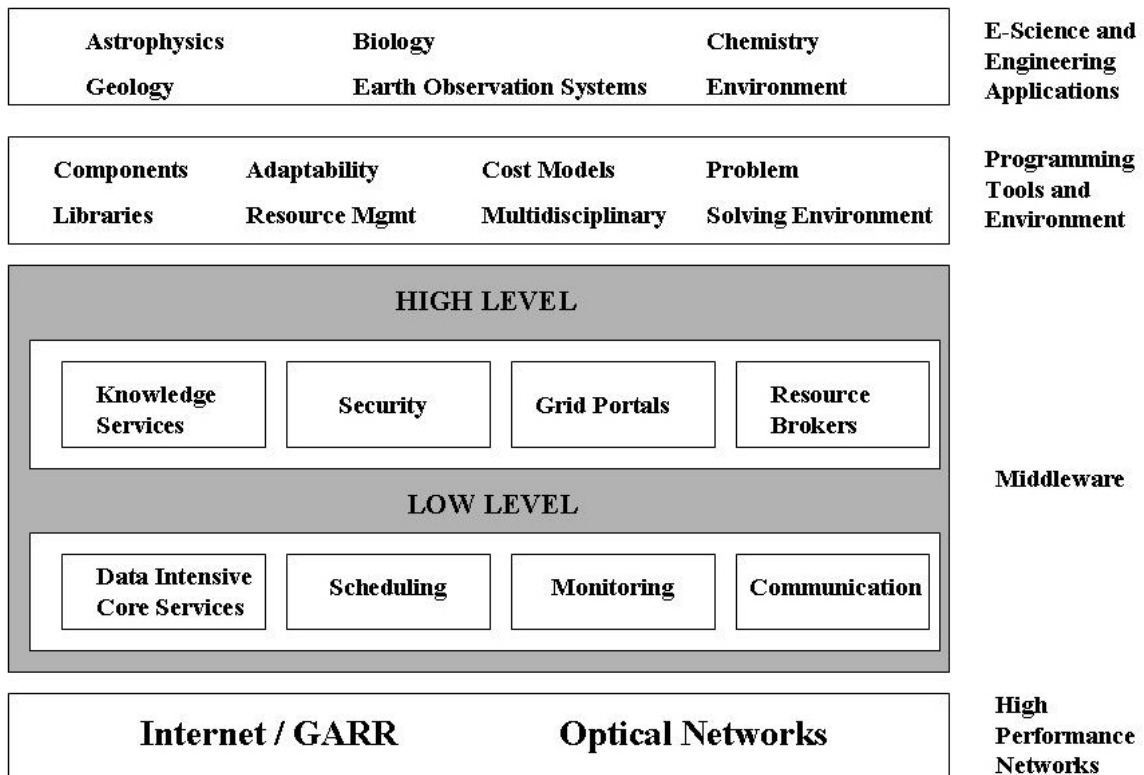 Astrophysics Biology Chemistry
Geology Earth Observation Systems Environment
E-Science and
Engineering
Applications
Components Adaptability Cost Models Problem
Libraries Resource Mgmt Multidisciplinary Solving Environment
Programming
Tools and
Environment
HIGH LEVEL
Knowledge
Services
Security
Grid Portals
Resource
Brokers
LOW LEVEL
Data Intensive
Core Services
Scheduling
Monitoring
Communication
Middleware
Internet / GARR Optical Networks
High
Performance
Networks